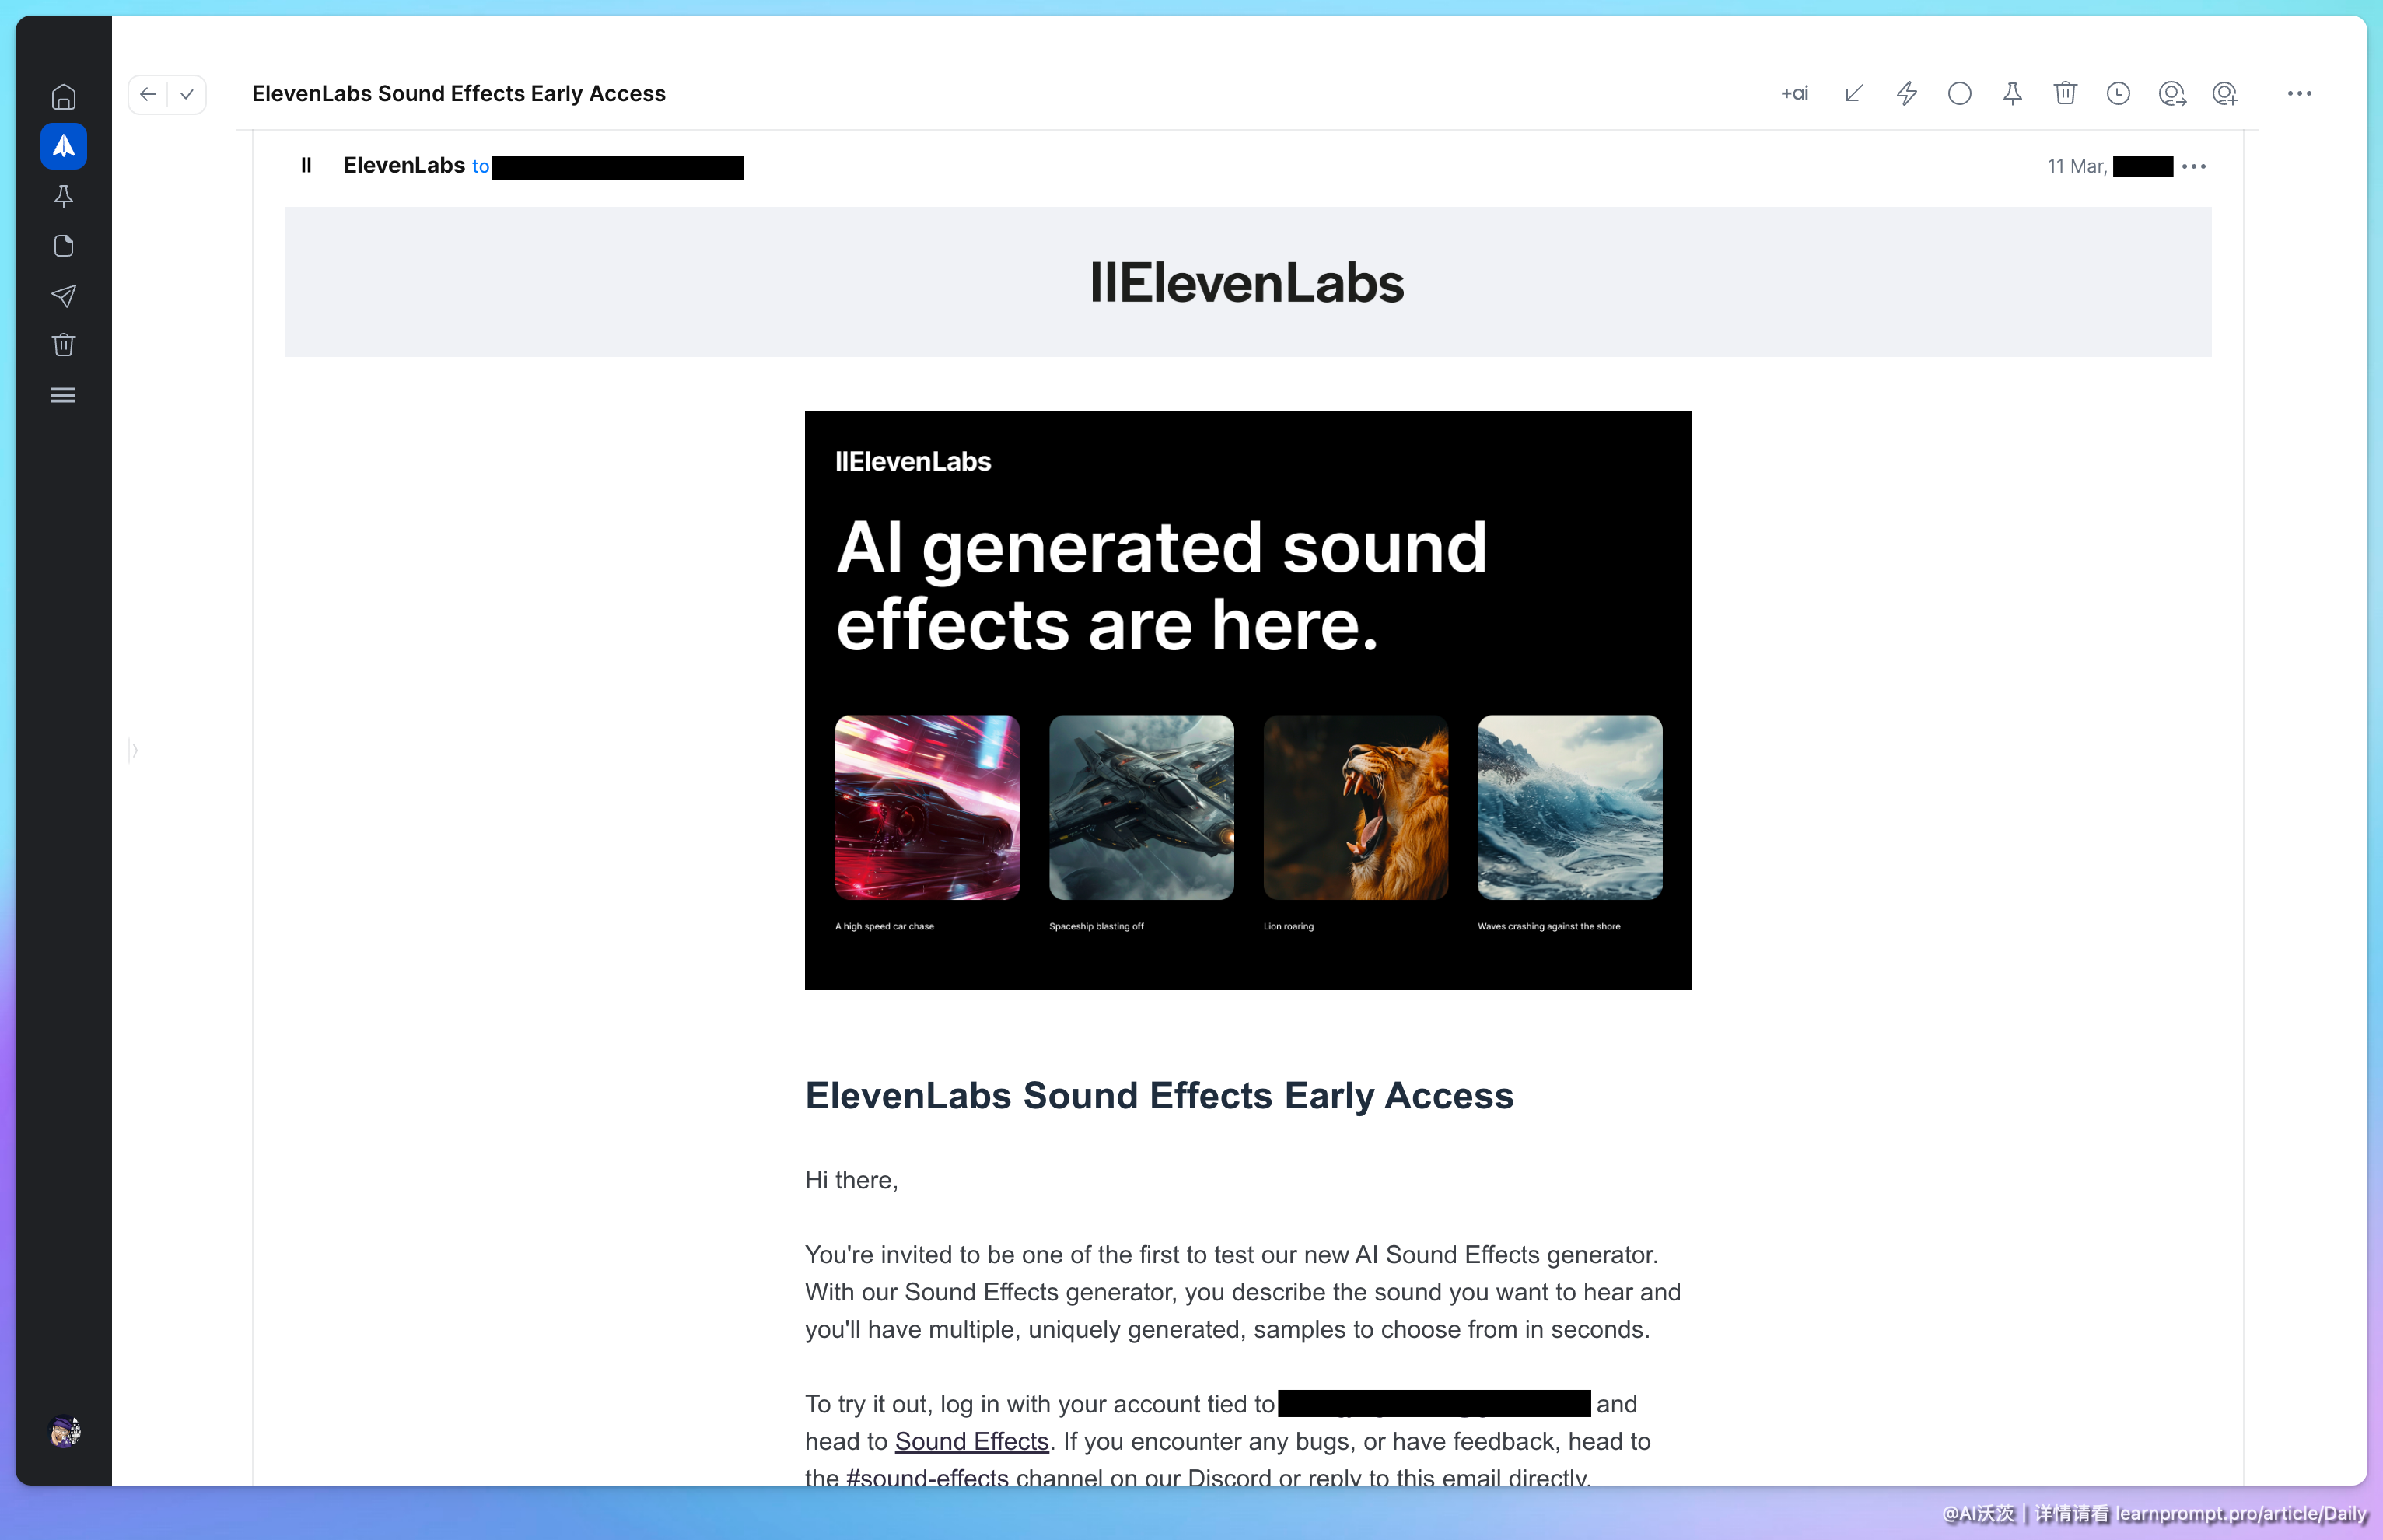 ElevenLabs Sound Effects Early Access
+ai
II ElevenLabs to
11 Mar,
IIElevenLabs
IIElevenLabs
AI generated sound
effects are here.
A high speed car chase
Spaceship blasting off
Lion roaring
Waves crashing against the shore
ElevenLabs Sound Effects Early Access
Hi there,
You're invited to be one of the first to test our new AI Sound Effects generator.
With our Sound Effects generator, you describe the sound you want to hear and
you'll have multiple, uniquely generated, samples to choose from in seconds.
To try it out, log in with your account tied to and
head to Sound Effects. If you encounter any bugs, or have feedback, head to
the #sound-effects channel on our Discord or reply to this email directly.
@AI沃茨 | 详情请看 learnprompt.pro/article/Daily